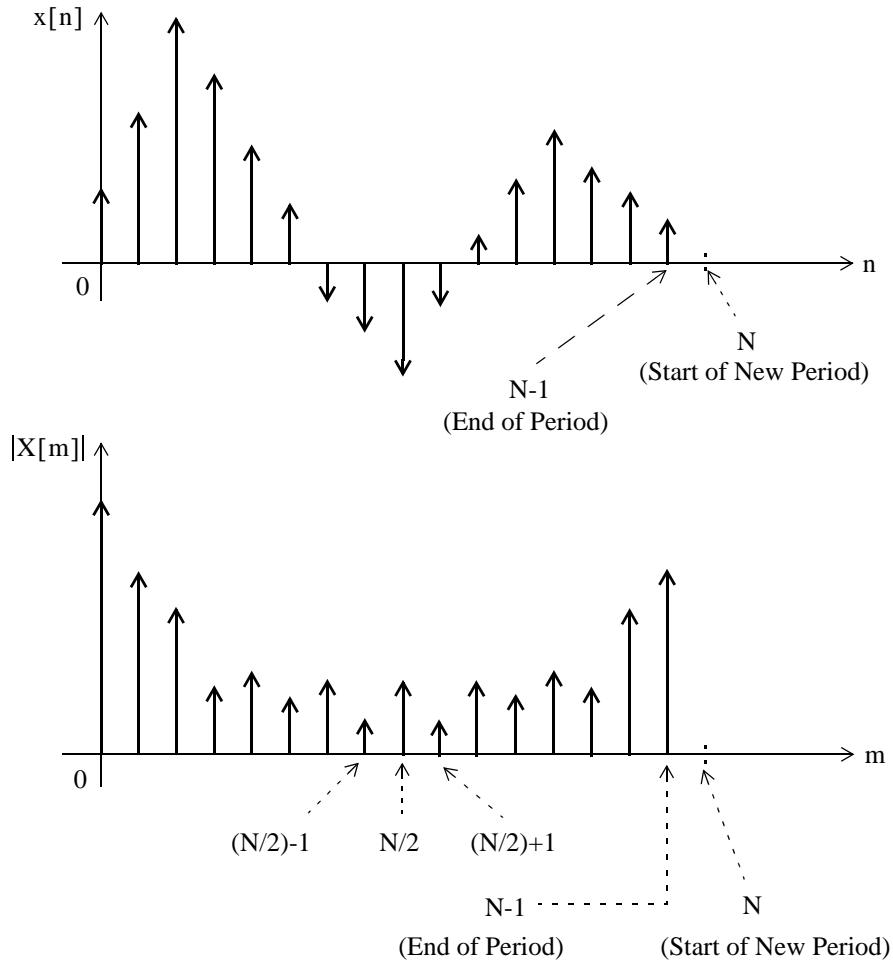 x[n]
0
n
N
(Start of New Period)
N-1
(End of Period)
|X[m]|
0
m
(N/2)-1 N/2 (N/2)+1
N-1 N
(End of Period) (Start of New Period)